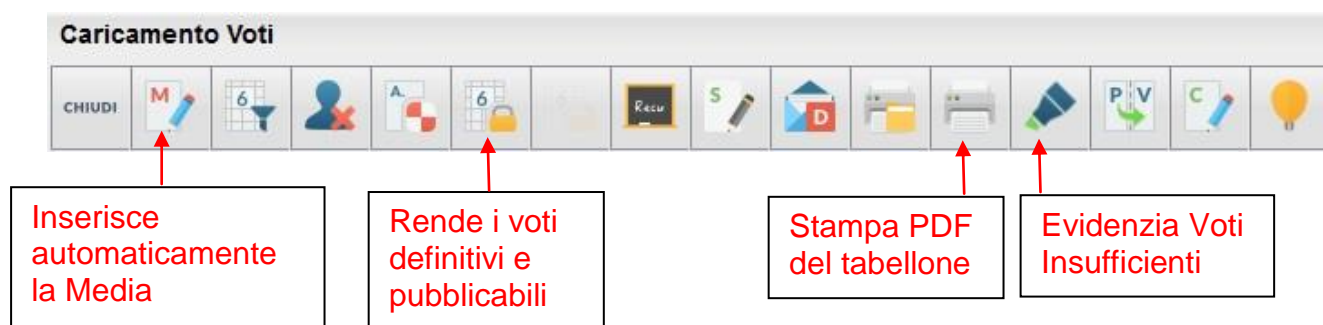 Caricamento Voti
CHIUDI M 6 A. 6 Recu S D P V C
Inserisce
automaticamente
la Media
Rende i voti
definitivi e
pubblicabili
Stampa PDF
del tabellone
Evidenzia Voti
Insufficienti